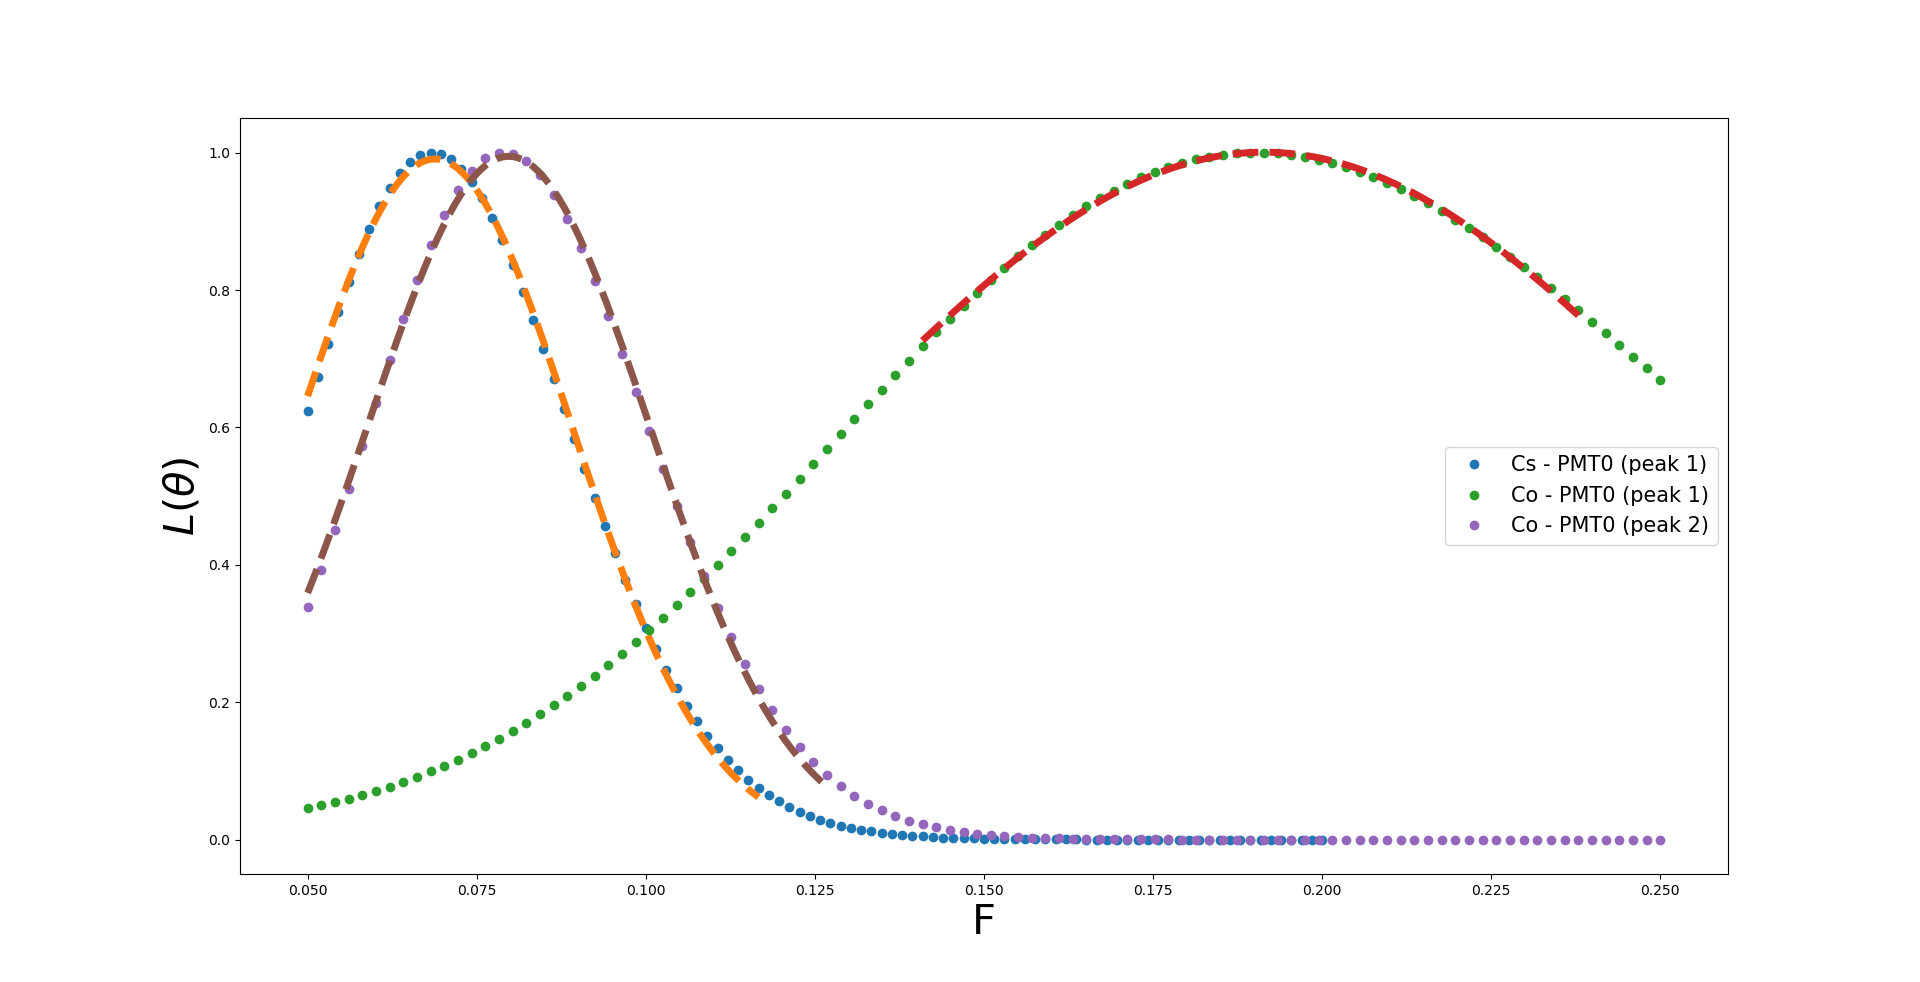 1.0
0.8
0.6
0.4
0.2
0.0
L(θ)
Cs - PMT0 (peak 1)
Co - PMT0 (peak 1)
Co - PMT0 (peak 2)
0.050 0.075 0.100 0.125 0.150 0.175 0.200 0.225 0.250
F